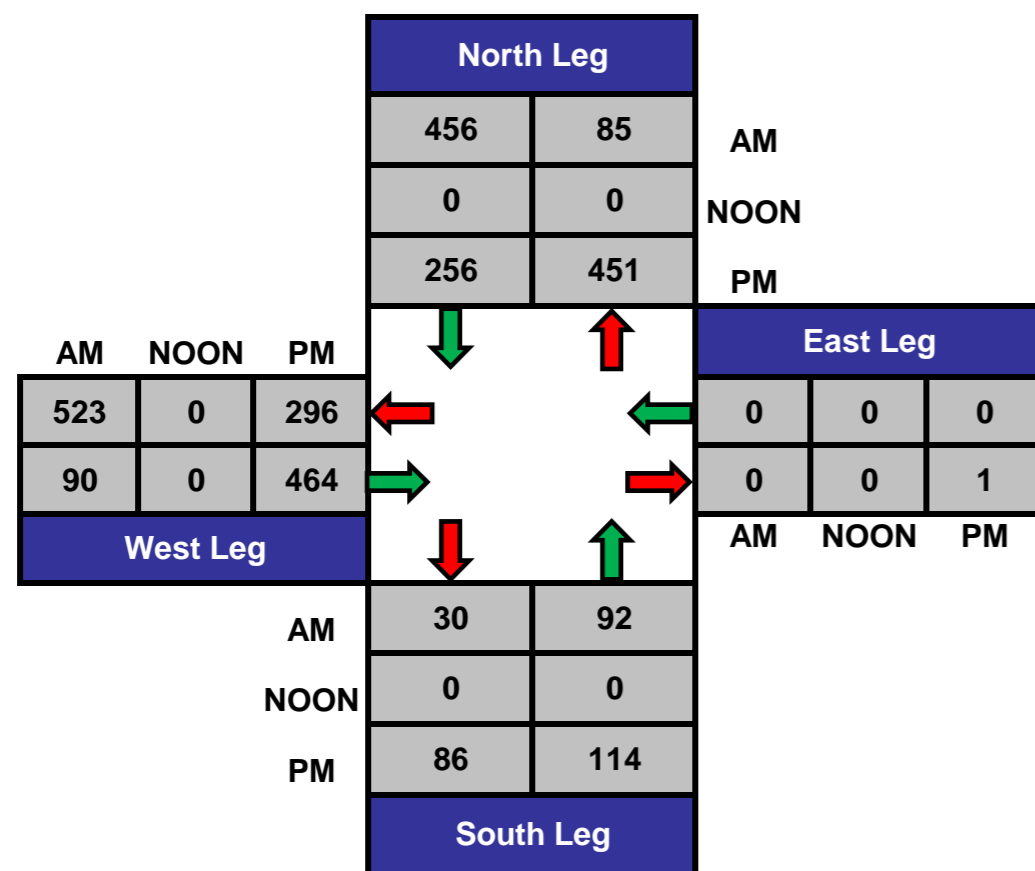 North Leg
456 85 AM
0 0 NOON
256 451 PM
AM NOON PM East Leg
523 0 296 0 0 0
90 0 464 0 0 1
West Leg AM NOON PM
AM 30 92
NOON 0 0
PM 86 114
South Leg